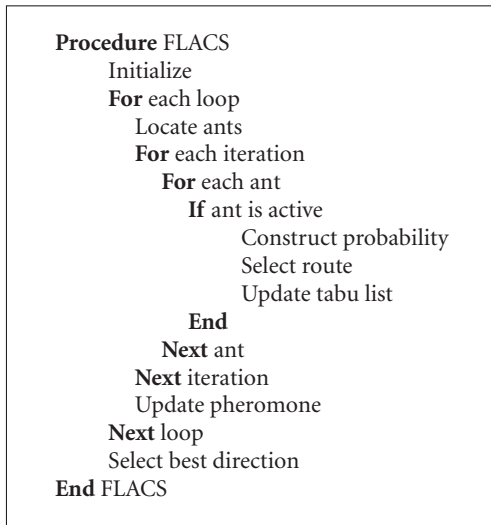 Procedure FLACS
Initialize
For each loop
Locate ants
For each iteration
For each ant
If ant is active
Construct probability
Select route
Update tabu list
End
Next ant
Next iteration
Update pheromone
Next loop
Select best direction
End FLACS